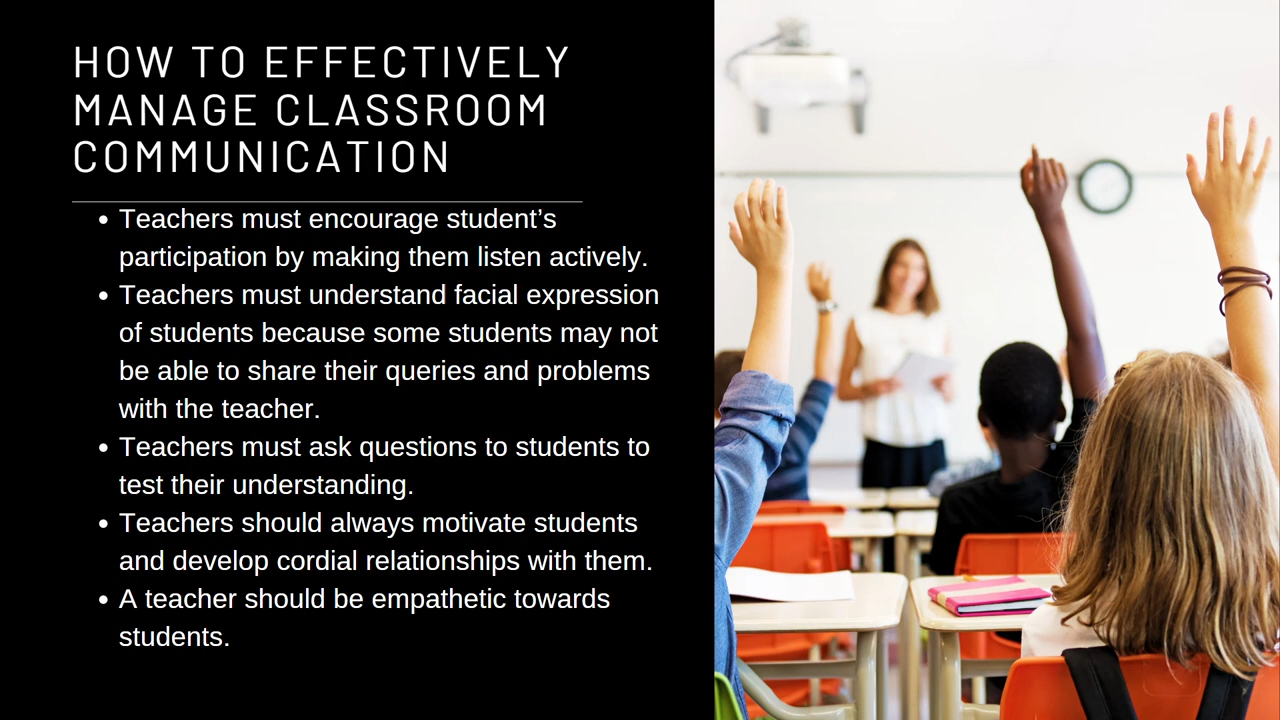 HOW TO EFFECTIVELY
MANAGE CLASSROOM
COMMUNICATION
• Teachers must encourage student’s
participation by making them listen actively.
• Teachers must understand facial expression
of students because some students may not
be able to share their queries and problems
with the teacher.
• Teachers must ask questions to students to
test their understanding.
• Teachers should always motivate students
and develop cordial relationships with them.
• A teacher should be empathetic towards
students.